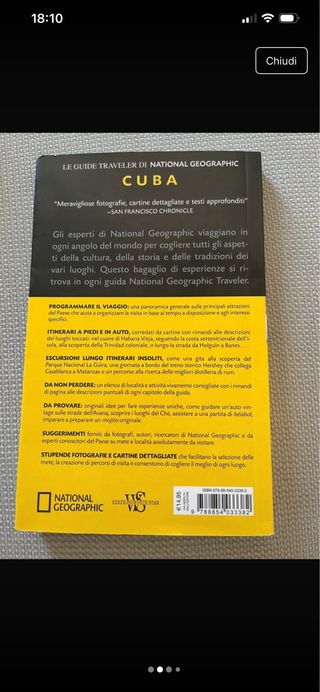 18:10
Chiudi
LE GUIDE TRAVELER DI NATIONAL GEOGRAPHIC
CUBA
"Meravigliose fotografie, cartine dettagliate e testi approfonditi"
–SAN FRANCISCO CHRONICLE
Gli esperti di National Geographic viaggiano in
ogni angolo del mondo per cogliere tutti gli aspet-
ti della cultura, della storia e delle tradizioni dei
vari luoghi. Questo bagaglio di esperienze si ri-
trova in ogni guida National Geographic Traveler.
PROGRAMMARE IL VIAGGIO: una panoramica generale sulle principali attrazioni
del Paese che aiuta a organizzare la visita in base al tempo a disposizione e agli interessi
specifici.
ITINERARI A PIEDI E IN AUTO, corredati da cartine con rimandi alle descrizioni
dei luoghi toccati: nel cuore di Habana Vieja, seguendo la costa settentrionale dell'i-
sola, alla scoperta della Trinidad coloniale, o lungo la strada da Holguín a Banes.
ESCURSIONI LUNGO ITINERARI INSOLITI, come una gita alla scoperta del
Parque Nacional La Güira, una giornata a bordo del treno storico Hershey che collega
Casablanca a Matanzas o un percorso alla ricerca delle migliori distillerie di rum.
DA NON PERDERE: un elenco di località e attività vivamente consigliate con i rimandi
di pagina alle descrizioni puntuali di ogni capitolo della guida.
DA PROVARE: originali idee per fare esperienze uniche, come guidare un'auto vin-
tage sulle strade dell'Avana, scoprire i luoghi del Che, assistere a una partita di béisbol,
imparare a preparare un mojito originale.
SUGGERIMENTI forniti da fotografi, autori, ricercatori di National Geographic o da
esperti conoscitori del Paese su mete e località assolutamente da visitare.
STUPENDE FOTOGRAFIE E CARTINE DETTAGLIATE che facilitano la selezione delle
mete, la creazione di percorsi di visita e consentono di cogliere il meglio di ogni luogo.
NATIONAL
GEOGRAPHIC
WS
EDIZIONI WHITE STAR
€14,95
ISBN 978-88-540-3338-2
9 788854 033382